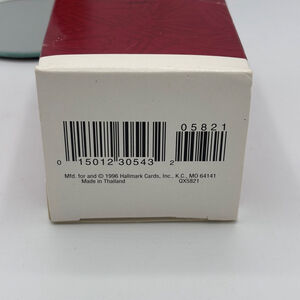 05821
0 15012 30543 2
Mfd. for and © 1996 Hallmark Cards, Inc., K.C., MO 64141
Made in Thailand QX5821